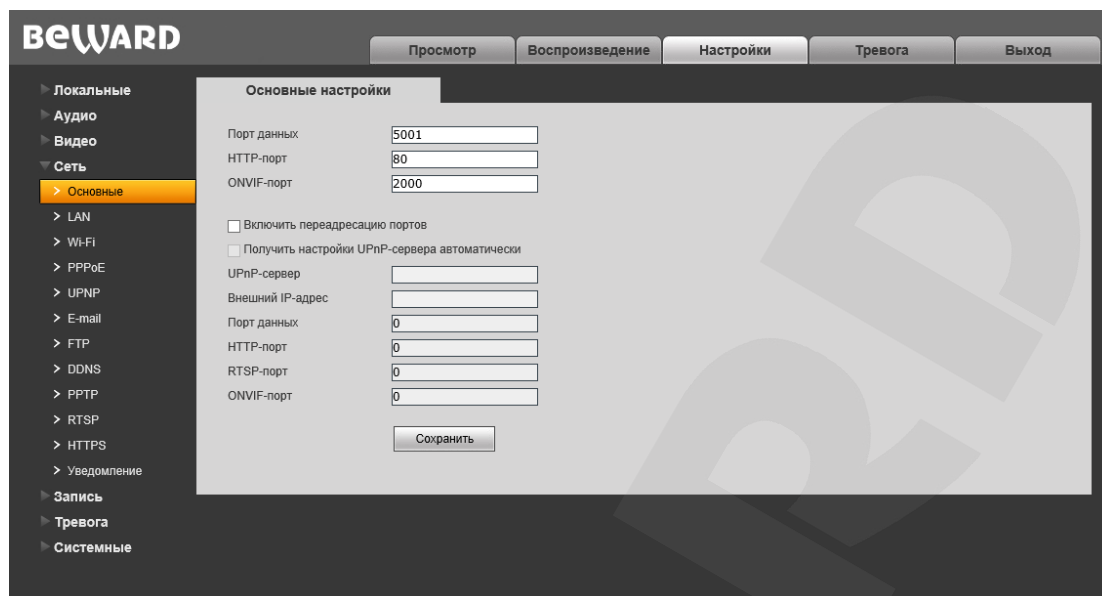 BEWARD
Просмотр
Воспроизведение
Настройки
Тревога
Выход
Локальные
Аудио
Видео
Сеть
> Основные
> LAN
> Wi-Fi
> PPPoE
> UPNP
> E-mail
> FTP
> DDNS
> PPTP
> RTSP
> HTTPS
> Уведомление
Запись
Тревога
Системные
Основные настройки
Порт данных 5001
HTTP-порт 80
ONVIF-порт 2000
Включить переадресацию портов
Получить настройки UPnP-сервера автоматически
UPnP-сервер
Внешний IP-адрес
Порт данных 0
HTTP-порт 0
RTSP-порт 0
ONVIF-порт 0
Сохранить
RD